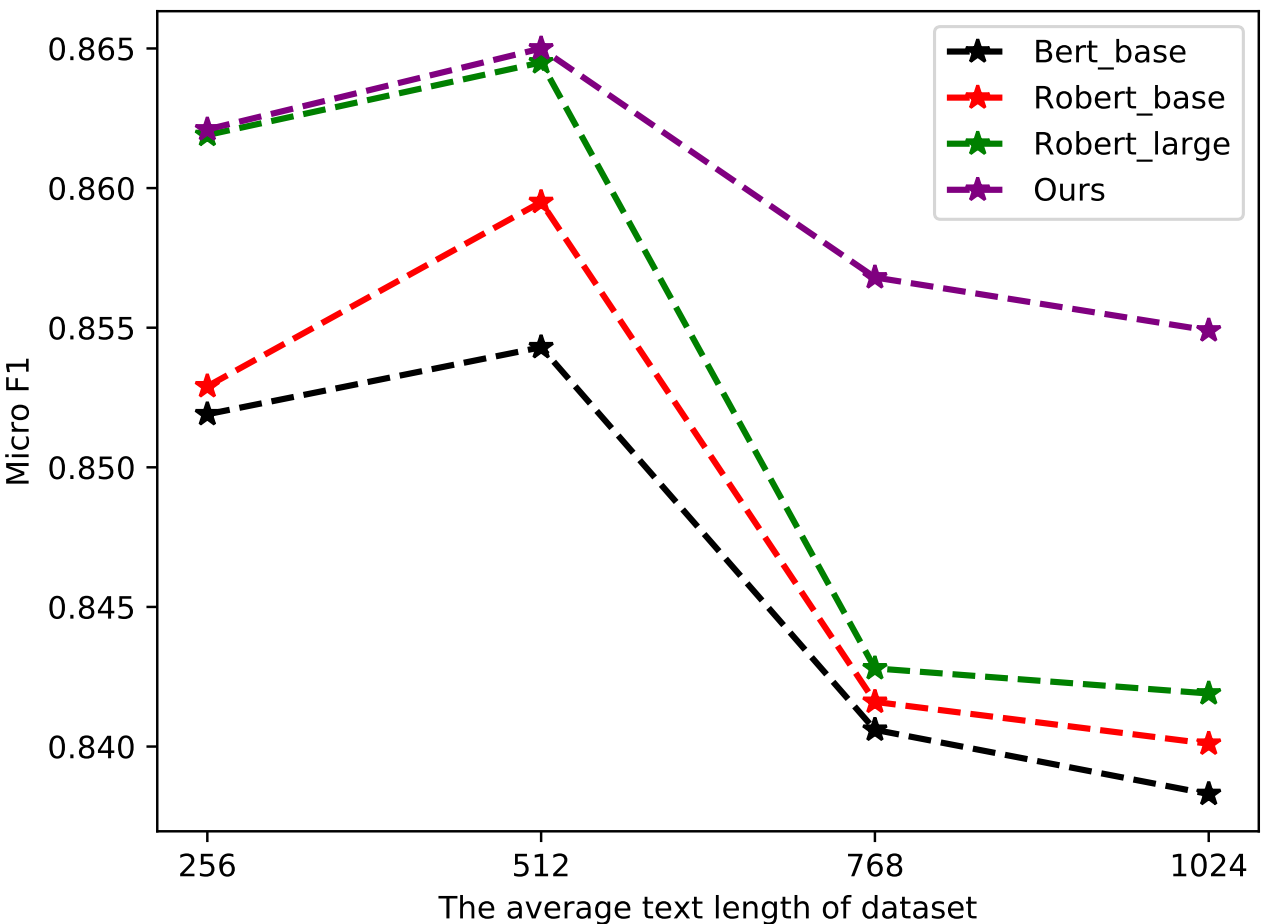 Micro F1
0.865
0.860
0.855
0.850
0.845
0.840
Bert_base
Robert_base
Robert_large
Ours
256 512 768 1024
The average text length of dataset